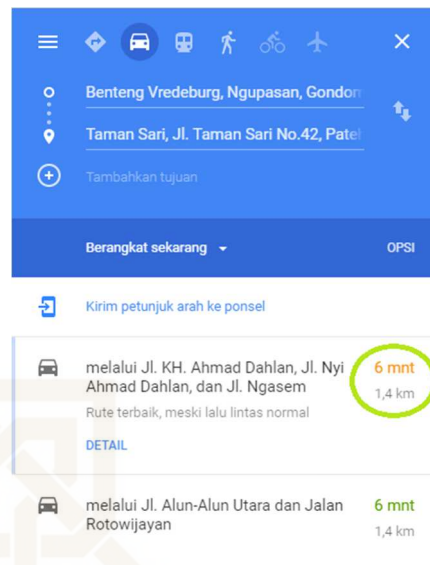 Benteng Vredeburg, Ngupasan, Gondom
Taman Sari, Jl. Taman Sari No.42, Pate
Tambahkan tujuan
Berangkat sekarang
OPSI
Kirim petunjuk arah ke ponsel
melalui Jl. KH. Ahmad Dahlan, Jl. Nyi
Ahmad Dahlan, dan Jl. Ngasem
6 mnt
1,4 km
Rute terbaik, meski lalu lintas normal
DETAIL
melalui Jl. Alun-Alun Utara dan Jalan
Rotowijayan
6 mnt
1,4 km